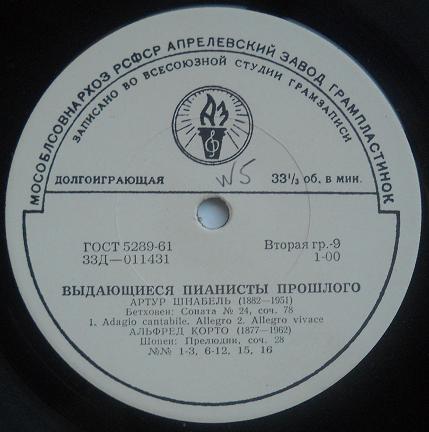 МОСОБЛСОВНАРХОЗ РСФСР АПРЕЛЕВСКИЙ ЗАВОД ГРАМПЛАСТИНОК
ЗАПИСАНО ВО ВСЕСОЮЗНОЙ СТУДИИ ГРАМЗАПИСИ
АЗ
W5
ДОЛГОИГРАЮЩАЯ 33⅓ об. в мин.
ГОСТ 5289-61 Вторая гр.-9
33Д—011431 1-00
ВЫДАЮЩИЕСЯ ПИАНИСТЫ ПРОШЛОГО
АРТУР ШНАБЕЛЬ (1882—1951)
Бетховен: Соната № 24, соч. 78
1. Adagio cantabile. Allegro 2. Allegro vivace
АЛЬФРЕД КОРТО (1877—1962)
Шопен: Прелюдии, соч. 28
№№ 1-3, 6-12, 15, 16